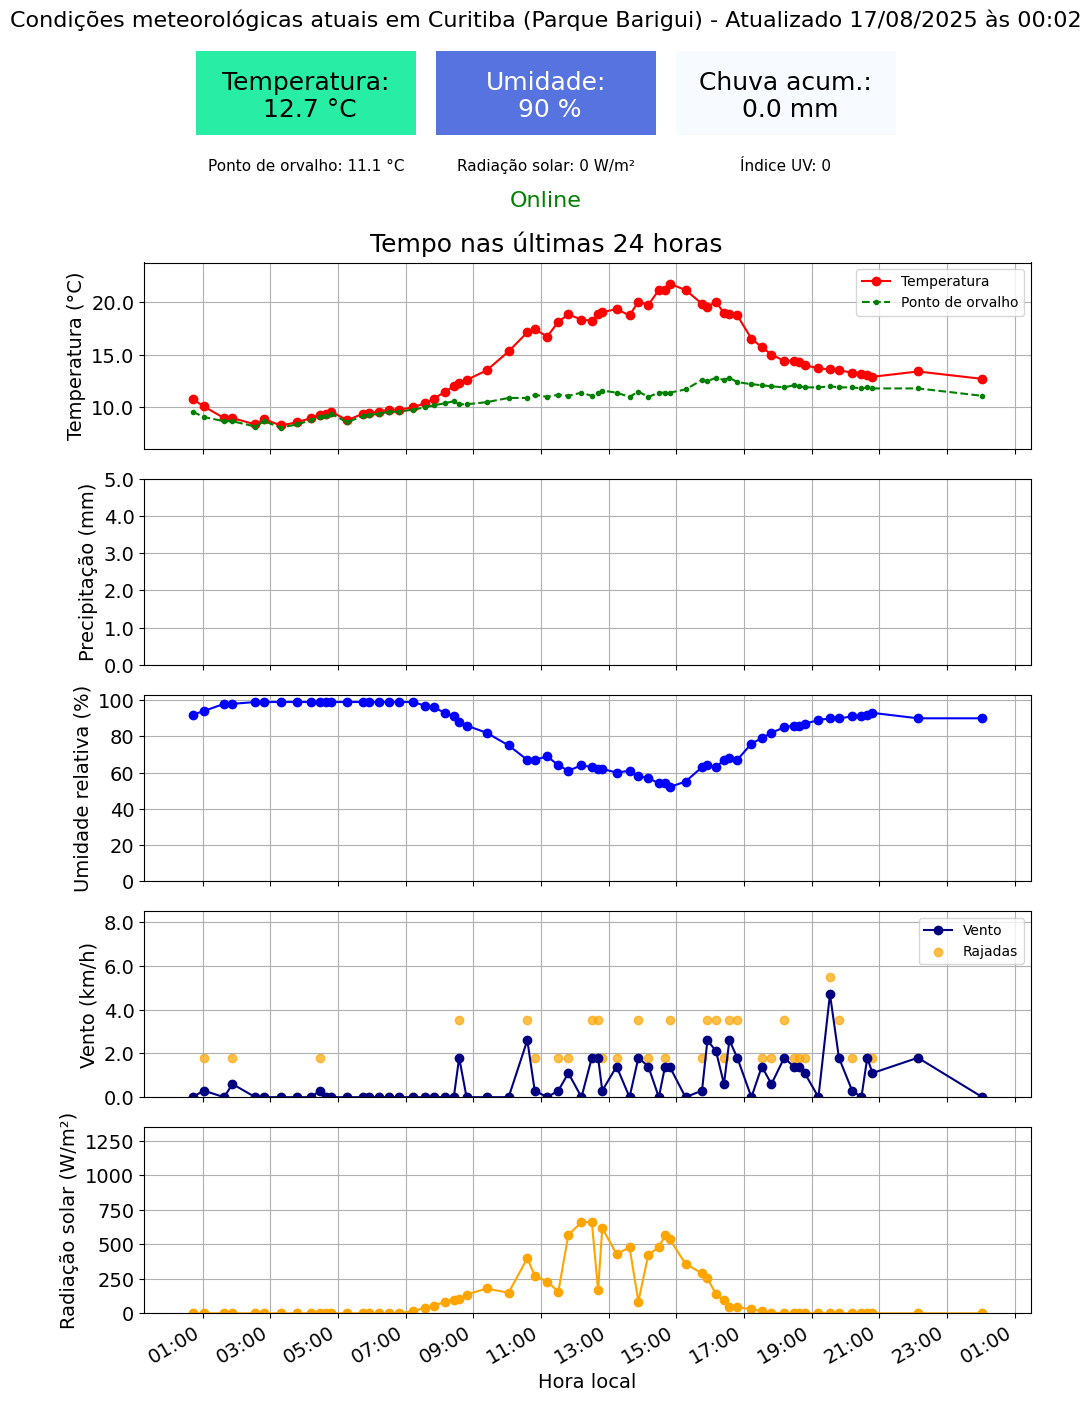 Condições meteorológicas atuais em Curitiba (Parque Barigui) - Atualizado 17/08/2025 às 00:02
Temperatura:
12.7 °C
Umidade:
90 %
Chuva acum.:
0.0 mm
Ponto de orvalho: 11.1 °C
Radiação solar: 0 W/m²
Índice UV: 0
Online
Tempo nas últimas 24 horas
Temperatura (°C)
20.0
15.0
10.0
Temperatura
Ponto de orvalho
Precipitação (mm)
5.0
4.0
3.0
2.0
1.0
0.0
Umidade relativa (%)
100
80
60
40
20
0
Vento (km/h)
8.0
6.0
4.0
2.0
0.0
Vento
Rajadas
Radiação solar (W/m²)
1250
1000
750
500
250
0
01:00
03:00
05:00
07:00
09:00
11:00
13:00
15:00
17:00
19:00
21:00
23:00
01:00
Hora local